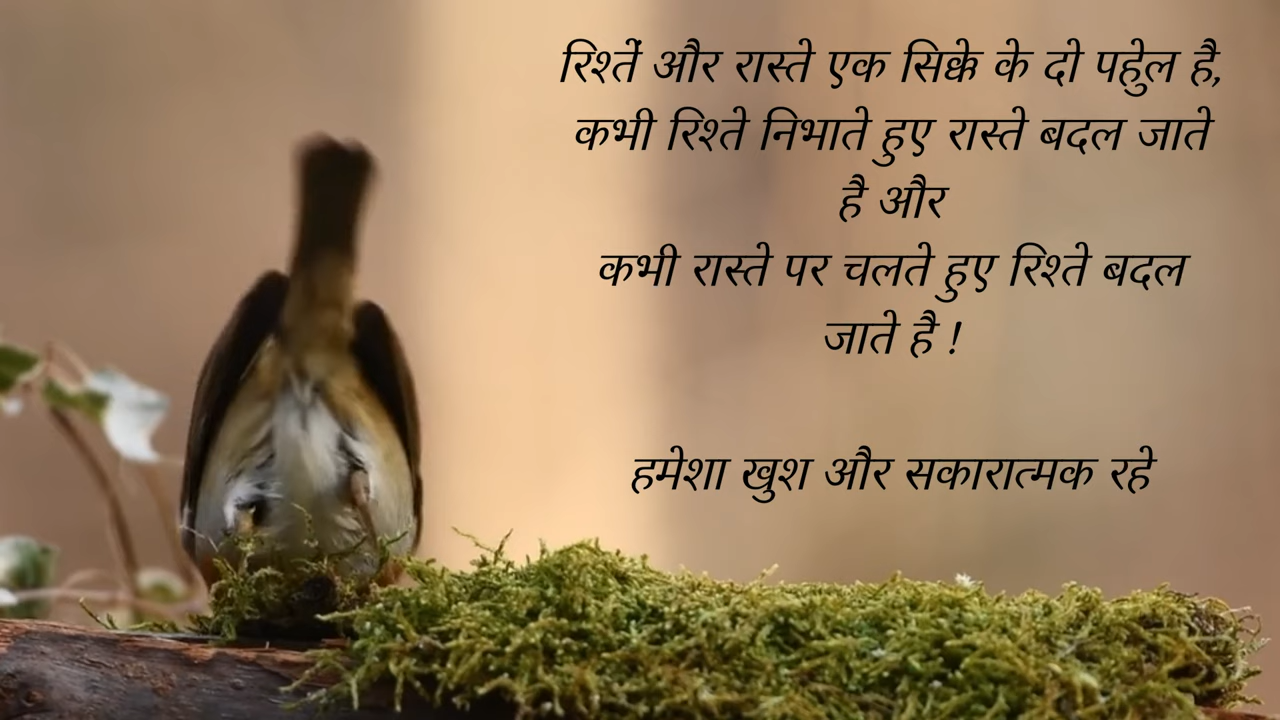 रिश्तें और रास्ते एक सिक्के के दो पहेुल है,
कभी रिश्ते निभाते हुए रास्ते बदल जाते
है और
कभी रास्ते पर चलते हुए रिश्ते बदल
जाते है !
हमेशा खुश और सकारात्मक रहे